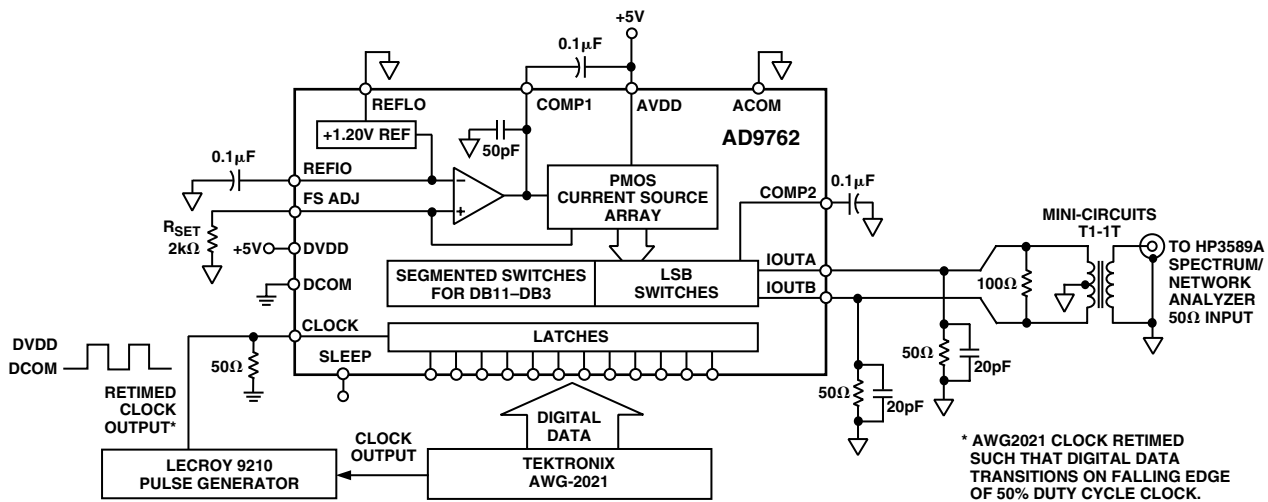 +5V
0.1μF
REFLO
COMP1
AVDD
ACOM
AD9762
+1.20V REF
50pF
0.1μF
REFIO
–
+
PMOS
CURRENT SOURCE
ARRAY
COMP2
0.1μF
FS ADJ
RSET
2kΩ
+5V
DVDD
DCOM
SEGMENTED SWITCHES
FOR DB11–DB3
LSB
SWITCHES
IOUTA
IOUTB
MINI-CIRCUITS
T1-1T
100Ω
TO HP3589A
SPECTRUM/
NETWORK
ANALYZER
50Ω INPUT
CLOCK
LATCHES
DVDD
DCOM
50Ω
SLEEP
50Ω
20pF
50Ω
20pF
RETIMED
CLOCK
OUTPUT*
DIGITAL
DATA
CLOCK
OUTPUT
LECROY 9210
PULSE GENERATOR
TEKTRONIX
AWG-2021
* AWG2021 CLOCK RETIMED
SUCH THAT DIGITAL DATA
TRANSITIONS ON FALLING EDGE
OF 50% DUTY CYCLE CLOCK.